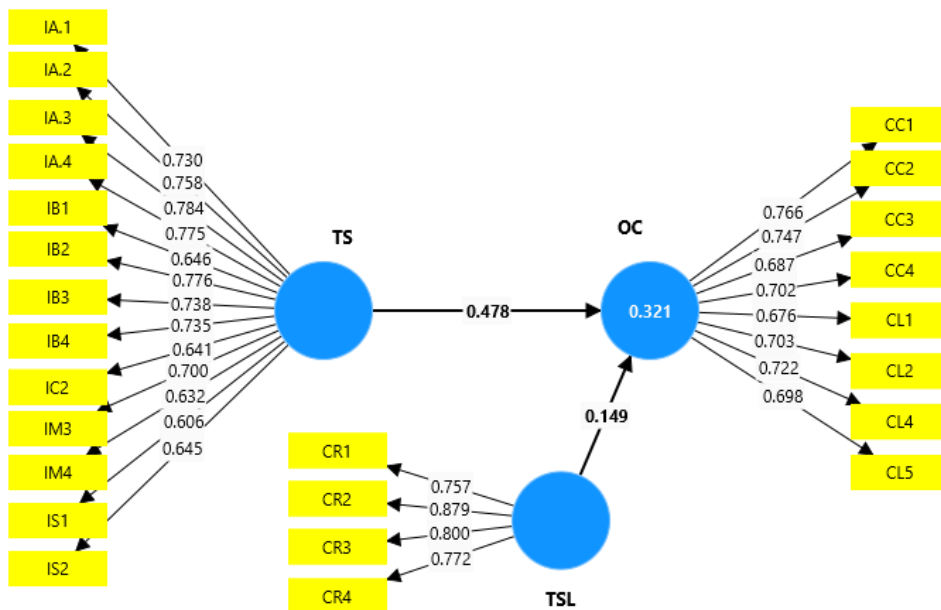 IA.1
IA.2
IA.3
IA.4
IB1
IB2
IB3
IB4
IC2
IM3
IM4
IS1
IS2
0.730
0.758
0.784
0.775
0.646
0.776
0.738
0.735
0.641
0.700
0.632
0.606
0.645
TS
0.478
OC
0.321
0.149
CR1
CR2
CR3
CR4
0.757
0.879
0.800
0.772
TSL
0.766
0.747
0.687
0.702
0.676
0.703
0.722
0.698
CC1
CC2
CC3
CC4
CL1
CL2
CL4
CL5